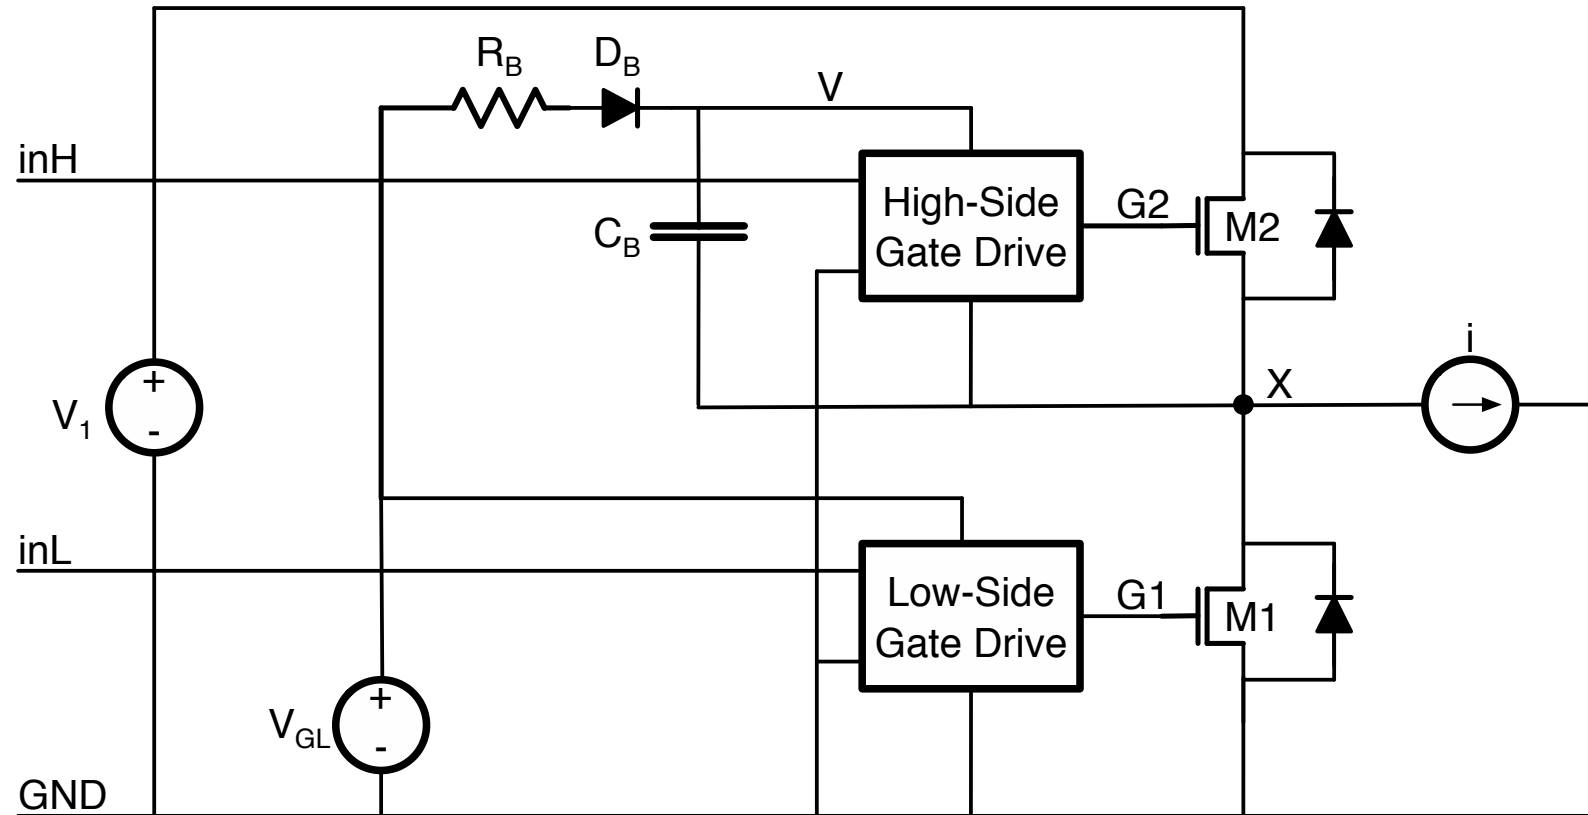 R_B D_B V
inH
High-Side
Gate Drive
G2
M2
C_B
i
X
+
-
V_1
inL
Low-Side
Gate Drive
G1
M1
+
-
V_GL
GND